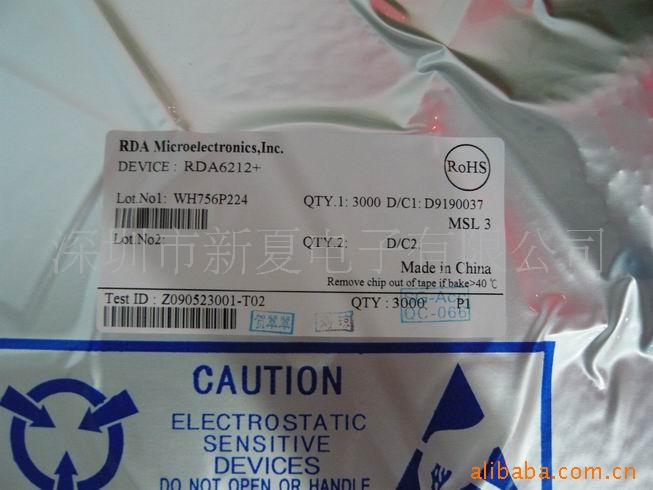 RDA Microelectronics,Inc.
DEVICE : RDA6212+
RoHS
Lot.No1: WH756P224 QTY.1: 3000 D/C1: D9190037
MSL 3
Lot.No2: QTY.2: D/C2,
深圳市新夏电子有限公司
Made in China
Remove chip out of tape if bake>40 ℃
Test ID : Z090523001-T02 QTY : 3000 P1
QC-066
CAUTION
ELECTROSTATIC
SENSITIVE
DEVICES
DO NOT OPEN OR HANDLE
alibaba.com.cn